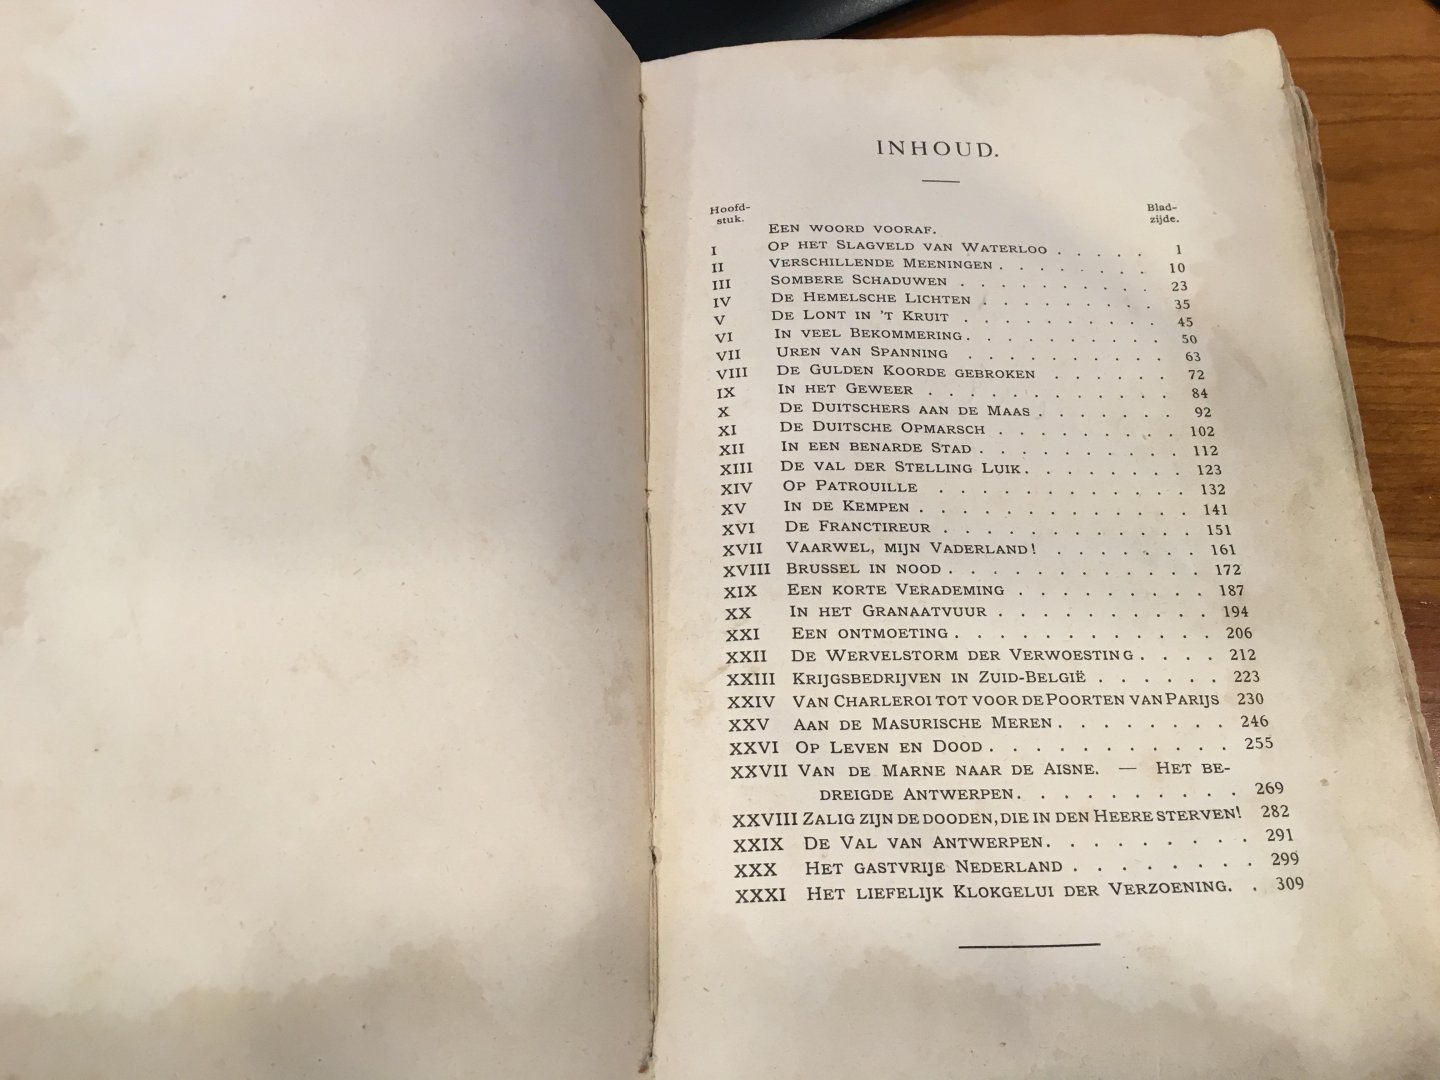 INHOUD.
Hoofd-
stuk.
Blad-
zijde.
EEN WOORD VOORAF.
I OP HET SLAGVELD VAN WATERLOO . . . . . 1
II VERSCHILLENDE MEENINGEN . . . . . . . . 10
III SOMBERE SCHADUWEN . . . . . . . . . . 23
IV DE HEMELSCHE LICHTEN . . . . . . . . . 35
V DE LONT IN 'T KRUIT . . . . . . . . . . 45
VI IN VEEL BEKOMMERING . . . . . . . . . . 50
VII UREN VAN SPANNING . . . . . . . . . . 63
VIII DE GULDEN KOORDE GEBROKEN . . . . . . 72
IX IN HET GEWEER . . . . . . . . . . . . 84
X DE DUITSCHERS AAN DE MAAS . . . . . . . 92
XI DE DUITSCHE OPMARSCH . . . . . . . . . 102
XII IN EEN BENARDE STAD . . . . . . . . . . 112
XIII DE VAL DER STELLING LUIK . . . . . . . . 123
XIV OP PATROUILLE . . . . . . . . . . . . 132
XV IN DE KEMPEN . . . . . . . . . . . . . 141
XVI DE FRANCTIREUR . . . . . . . . . . . . 151
XVII VAARWEL, MIJN VADERLAND! . . . . . . . 161
XVIII BRUSSEL IN NOOD . . . . . . . . . . . . 172
XIX EEN KORTE VERADEMING . . . . . . . . . 187
XX IN HET GRANAATVUUR . . . . . . . . . . 194
XXI EEN ONTMOETING . . . . . . . . . . . . 206
XXII DE WERVELSTORM DER VERWOESTING . . . . 212
XXIII KRIJGSBEDRIJVEN IN ZUID-BELGIË . . . . . . 223
XXIV VAN CHARLEROI TOT VOOR DE POORTEN VAN PARIJS 230
XXV AAN DE MASURISCHE MEREN . . . . . . . . 246
XXVI OP LEVEN EN DOOD . . . . . . . . . . . 255
XXVII VAN DE MARNE NAAR DE AISNE. — HET BE-
DREIGDE ANTWERPEN . . . . . . . . . . 269
XXVIII ZALIG ZIJN DE DOODEN, DIE IN DEN HEERE STERVEN! 282
XXIX DE VAL VAN ANTWERPEN . . . . . . . . . 291
XXX HET GASTVRIJE NEDERLAND . . . . . . . . 299
XXXI HET LIEFELIJK KLOKGELUI DER VERZOENING. . 309